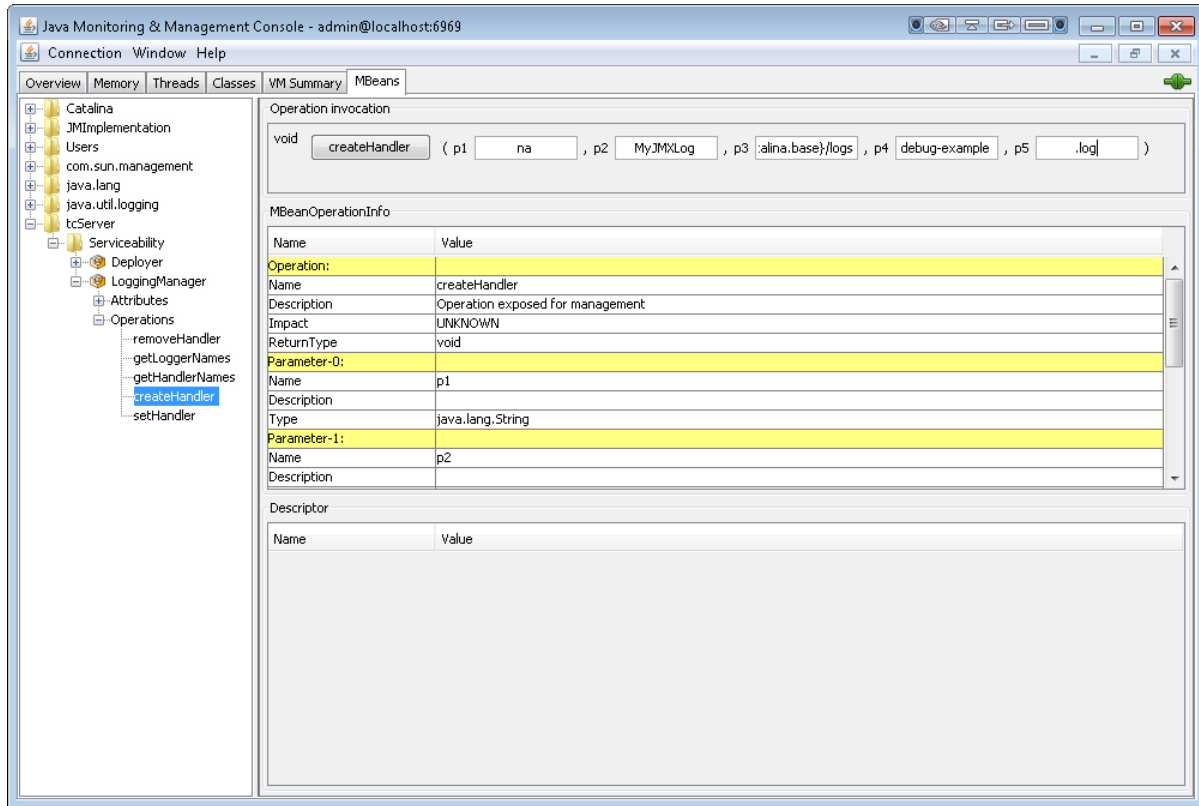 Java Monitoring & Management Console - admin@localhost:6969
Connection Window Help
Overview Memory Threads Classes VM Summary MBeans
Catalina
JMImplementation
Users
com.sun.management
java.lang
java.util.logging
tcServer
Serviceability
Deployer
LoggingManager
Attributes
Operations
removeHandler
getLoggerNames
getHandlerNames
createHandler
setHandler
Operation invocation
void createHandler ( p1 na , p2 MyJMXLog , p3 :alina.base}/logs , p4 debug-example , p5 .log )
MBeanOperationInfo
Name Value
Operation:
Name createHandler
Description Operation exposed for management
Impact UNKNOWN
ReturnType void
Parameter-0:
Name p1
Description
Type java.lang.String
Parameter-1:
Name p2
Description
Descriptor
Name Value